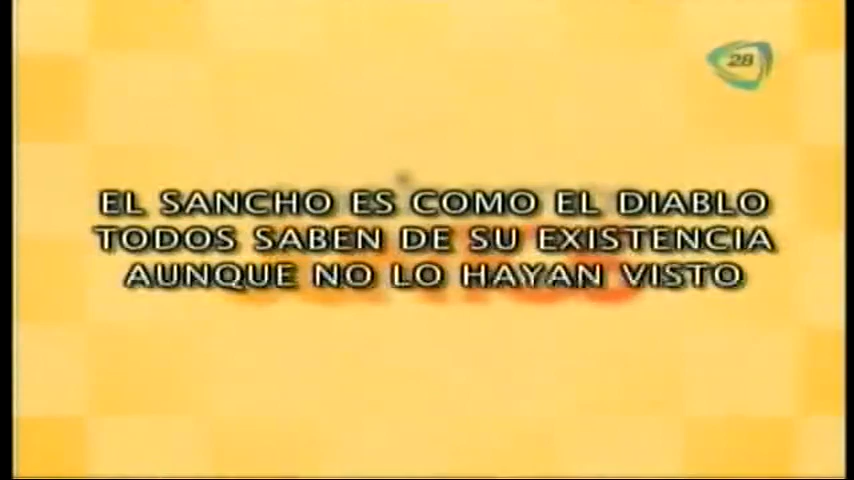 28
EL SANCHO ES COMO EL DIABLO
TODOS SABEN DE SU EXISTENCIA
AUNQUE NO LO HAYAN VISTO